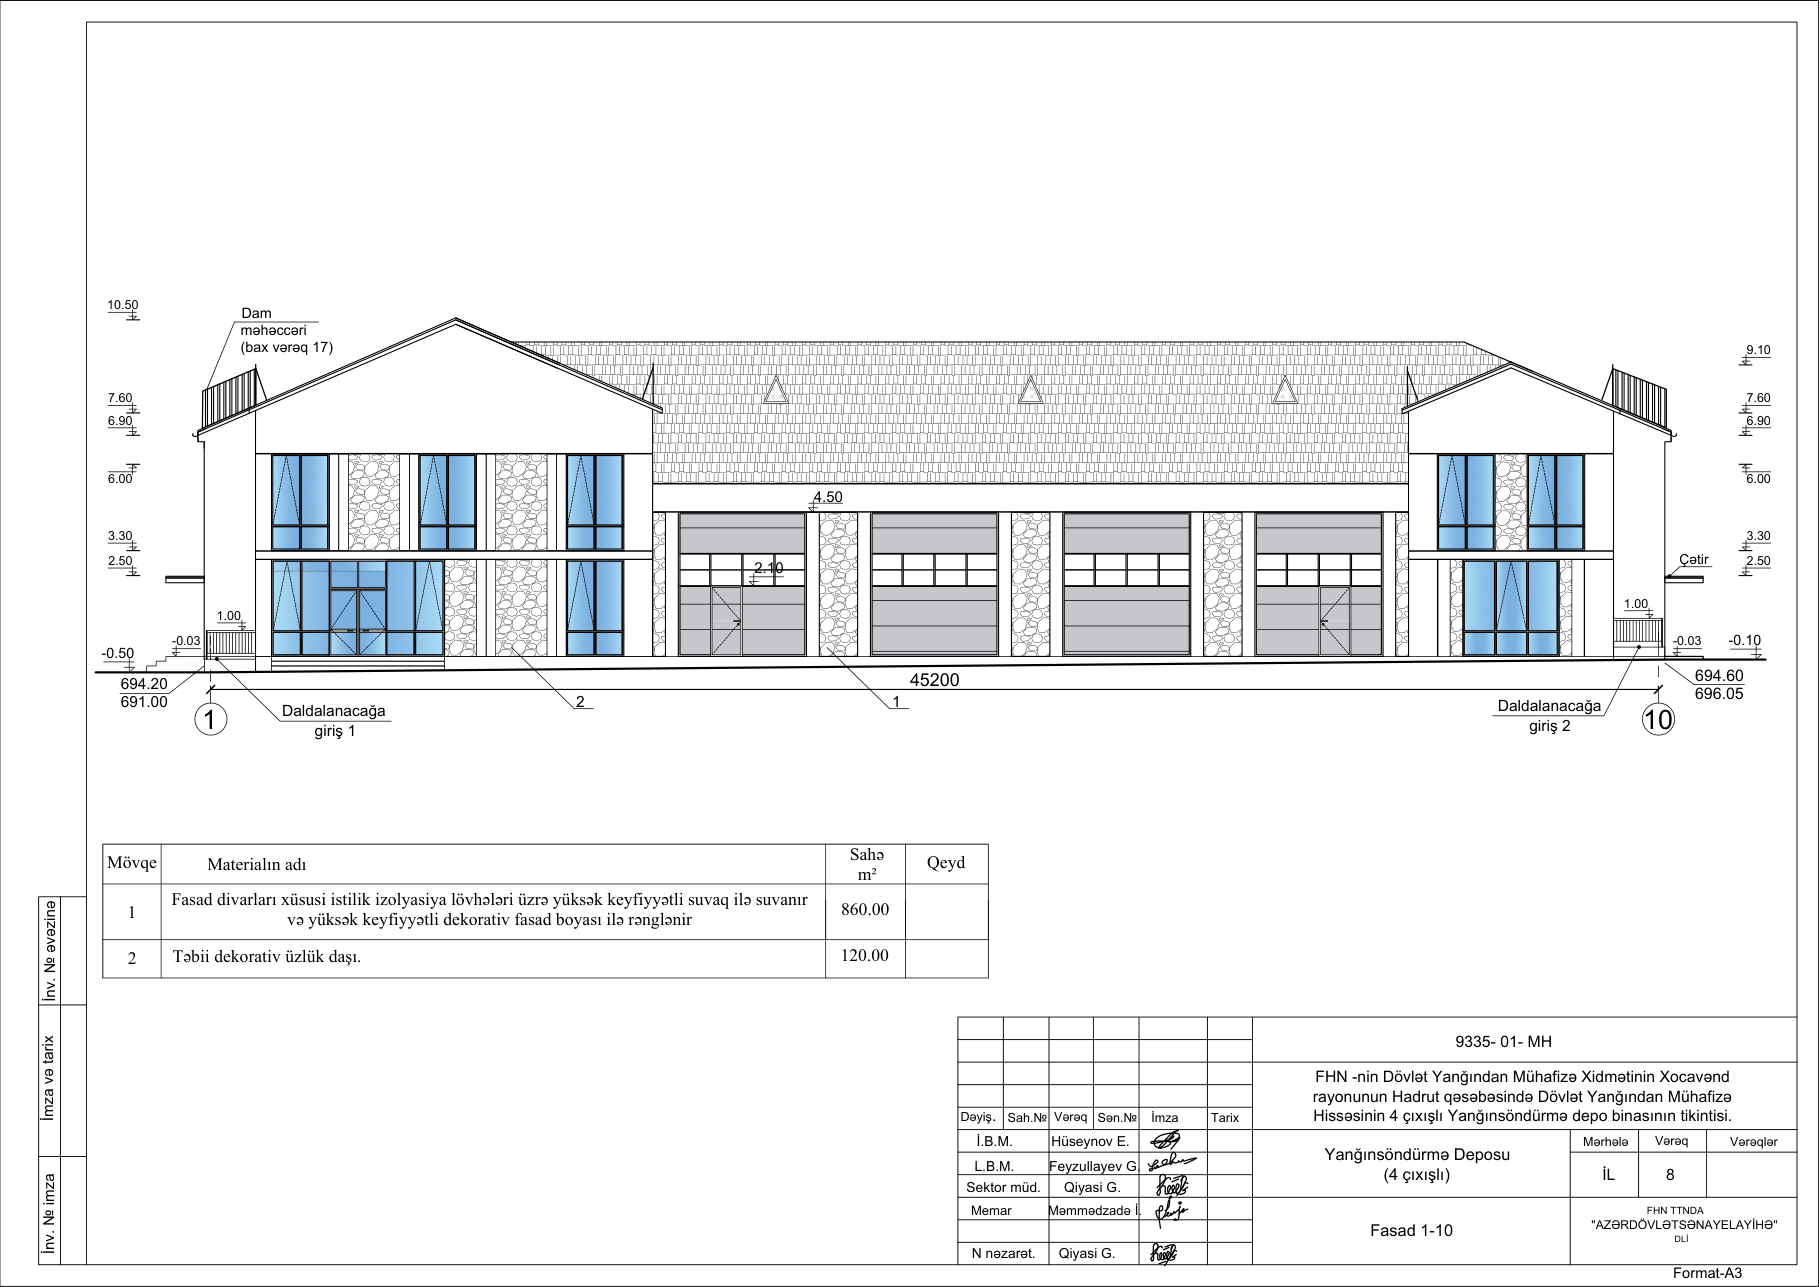 10.50
Dam
məhəccəri
(bax vərəq 17)
7.60
6.90
6.00
3.30
2.50
1.00
-0.03
-0.50
694.20
691.00
1
Daldalanacağa
giriş 1
2
45200
1
4.50
2.10
9.10
7.60
6.90
6.00
3.30
Çətir
2.50
1.00
-0.03
-0.10
694.60
696.05
Daldalanacağa
giriş 2
10
Mövqe
Materialın adı
Sahə
m²
Qeyd
1
Fasad divarları xüsusi istilik izolyasiya lövhələri üzrə yüksək keyfiyyətli suvaq ilə suvanır
və yüksək keyfiyyətli dekorativ fasad boyası ilə rənglənir
860.00
2
Təbii dekorativ üzlük daşı.
120.00
İnv. № əvəzinə
İmza və tarix
İnv. № imza
9335- 01- MH
FHN -nin Dövlət Yanğından Mühafizə Xidmətinin Xocavənd
rayonunun Hadrut qəsəbəsində Dövlət Yanğından Mühafizə
Hissəsinin 4 çıxışlı Yanğınsöndürmə depo binasının tikintisi.
Dəyiş. Sah.№ Vərəq Sən.№ İmza Tarix
İ.B.M. Hüseynov E.
L.B.M. Feyzullayev G.
Sektor müd. Qiyasi G.
Memar Məmmədzadə İ.
N nəzarət. Qiyasi G.
Yanğınsöndürmə Deposu
(4 çıxışlı)
Mərhələ Vərəq Vərəqlər
İL 8
Fasad 1-10
FHN TTNDA
"AZƏRDÖVLƏTSƏNAYELAYİHƏ"
DLİ
Format-A3